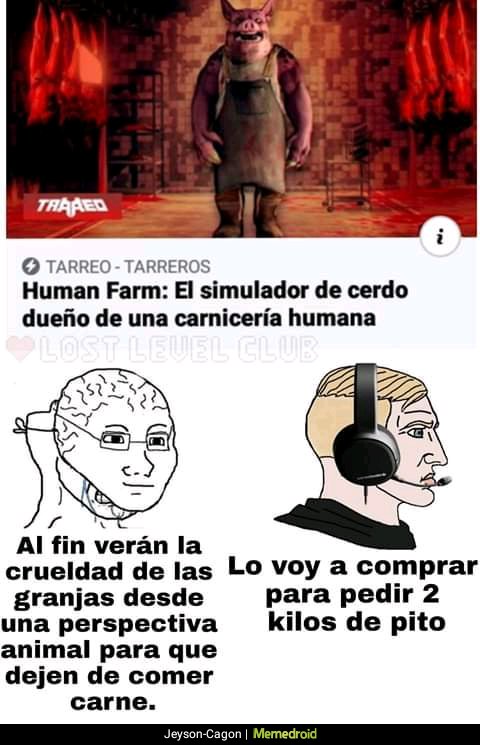 TARREO
TARREO - TARREROS
Human Farm: El simulador de cerdo
dueño de una carnicería humana
LOST LEVEL CLUB
Al fin verán la
crueldad de las
granjas desde
una perspectiva
animal para que
dejen de comer
carne.
Lo voy a comprar
para pedir 2
kilos de pito
Jeyson-Cagon | Memedroid